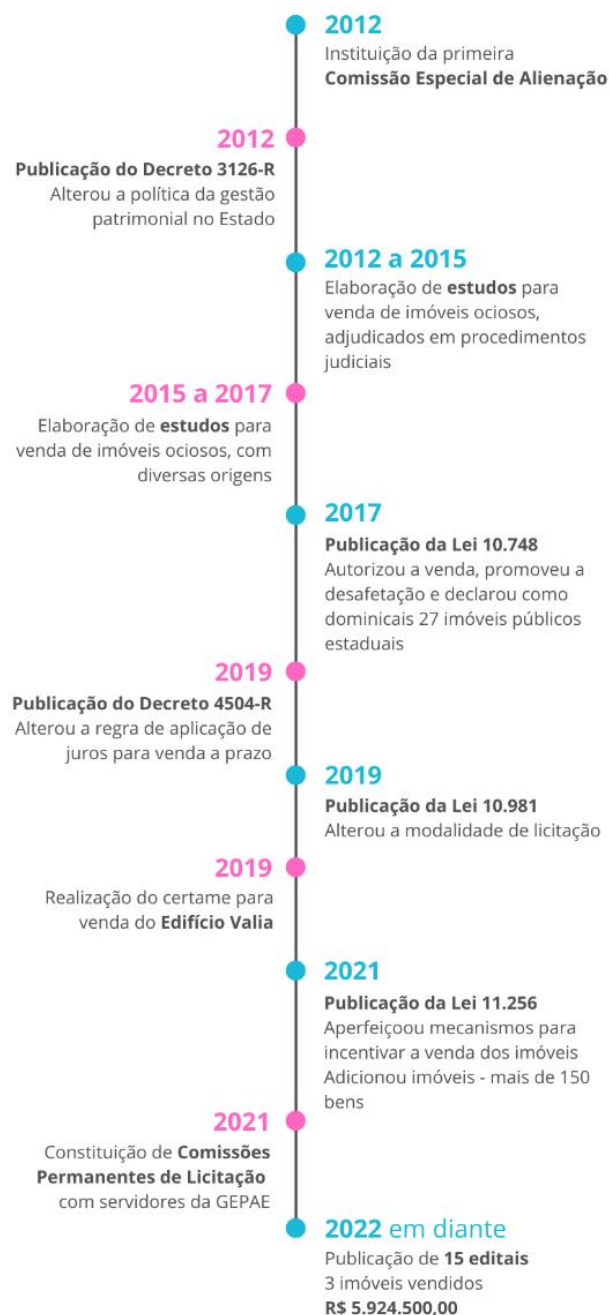 2012
Instituição da primeira
Comissão Especial de Alienação
2012
Publicação do Decreto 3126-R
Alterou a política da gestão
patrimonial no Estado
2012 a 2015
Elaboração de estudos para
venda de imóveis ociosos,
adjudicados em procedimentos
judiciais
2015 a 2017
Elaboração de estudos para
venda de imóveis ociosos, com
diversas origens
2017
Publicação da Lei 10.748
Autorizou a venda, promoveu a
desafetação e declarou como
dominicais 27 imóveis públicos
estaduais
2019
Publicação do Decreto 4504-R
Alterou a regra de aplicação de
juros para venda a prazo
2019
Publicação da Lei 10.981
Alterou a modalidade de licitação
2019
Realização do certame para
venda do Edifício Valia
2021
Publicação da Lei 11.256
Aperfeiçoou mecanismos para
incentivar a venda dos imóveis
Adicionou imóveis - mais de 150
bens
2021
Constituição de Comissões
Permanentes de Licitação
com servidores da GEPAE
2022 em diante
Publicação de 15 editais
3 imóveis vendidos
R$ 5.924.500,00